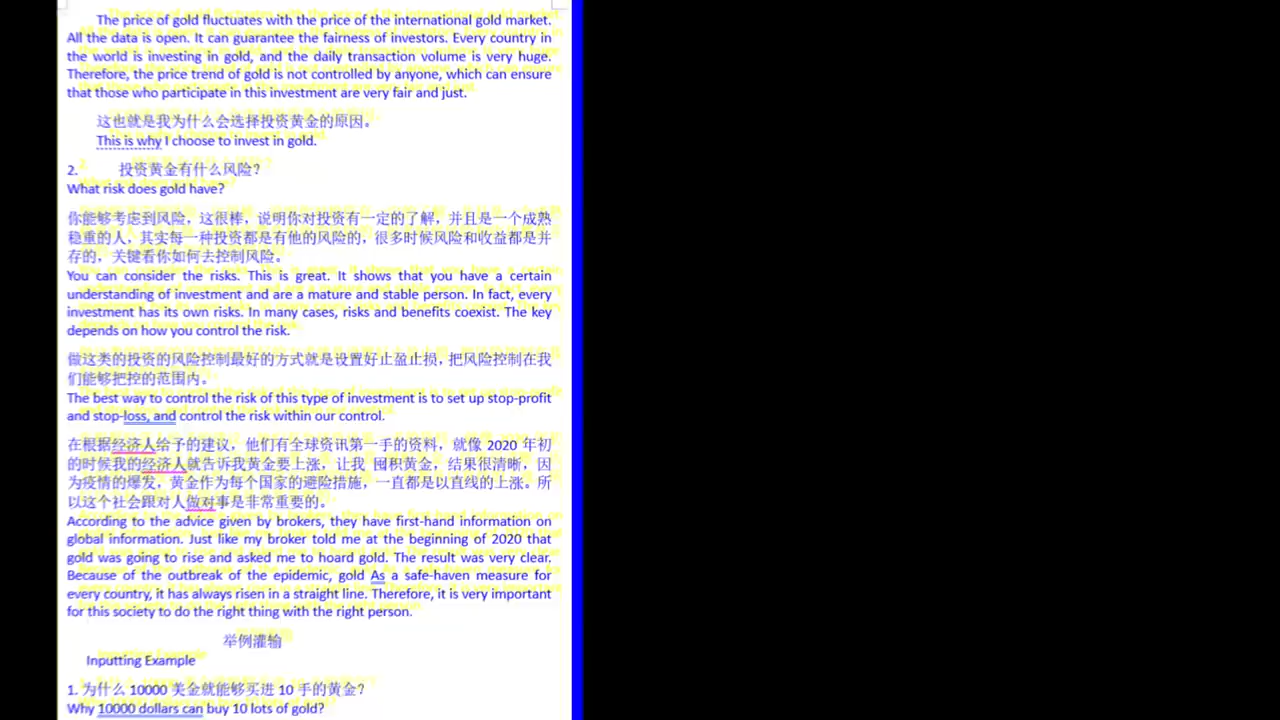 The price of gold fluctuates with the price of the international gold market.
All the data is open. It can guarantee the fairness of investors. Every country in
the world is investing in gold, and the daily transaction volume is very huge.
Therefore, the price trend of gold is not controlled by anyone, which can ensure
that those who participate in this investment are very fair and just.
这也就是我为什么会选择投资黄金的原因。
This is why I choose to invest in gold.
2. 投资黄金有什么风险？
What risk does gold have?
你能够考虑到风险，这很棒，说明你对投资有一定的了解，并且是一个成熟
稳重的人，其实每一种投资都是有他的风险的，很多时候风险和收益都是并
存的，关键看你如何去控制风险。
You can consider the risks. This is great. It shows that you have a certain
understanding of investment and are a mature and stable person. In fact, every
investment has its own risks. In many cases, risks and benefits coexist. The key
depends on how you control the risk.
做这类的投资的风险控制最好的方式就是设置好止盈止损，把风险控制在我
们能够把控的范围内。
The best way to control the risk of this type of investment is to set up stop-profit
and stop-loss, and control the risk within our control.
在根据经济人给予的建议，他们有全球资讯第一手的资料，就像 2020 年初
的时候我的经济人就告诉我黄金要上涨，让我 囤积黄金，结果很清晰，因
为疫情的爆发，黄金作为每个国家的避险措施，一直都是以直线的上涨。所
以这个社会跟对人做对事是非常重要的。
According to the advice given by brokers, they have first-hand information on
global information. Just like my broker told me at the beginning of 2020 that
gold was going to rise and asked me to hoard gold. The result was very clear.
Because of the outbreak of the epidemic, gold As a safe-haven measure for
every country, it has always risen in a straight line. Therefore, it is very important
for this society to do the right thing with the right person.
举例灌输
Inputting Example
1. 为什么 10000 美金就能够买进 10 手的黄金？
Why 10000 dollars can buy 10 lots of gold?